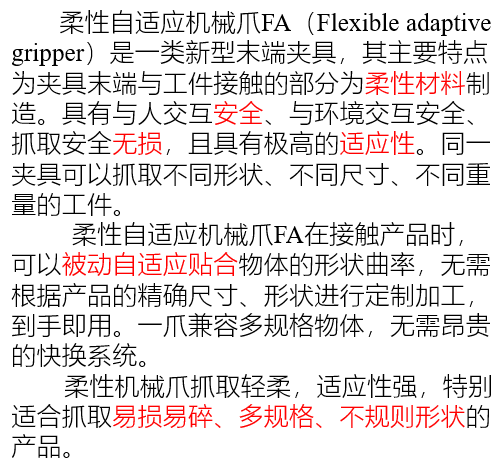 柔性自适应机械爪FA（Flexible adaptive
gripper）是一类新型末端夹具，其主要特点
为夹具末端与工件接触的部分为柔性材料制
造。具有与人交互安全、与环境交互安全、
抓取安全无损，且具有极高的适应性。同一
夹具可以抓取不同形状、不同尺寸、不同重
量的工件。
柔性自适应机械爪FA在接触产品时，
可以被动自适应贴合物体的形状曲率，无需
根据产品的精确尺寸、形状进行定制加工，
到手即用。一爪兼容多规格物体，无需昂贵
的快换系统。
柔性机械爪抓取轻柔，适应性强，特别
适合抓取易损易碎、多规格、不规则形状的
产品。